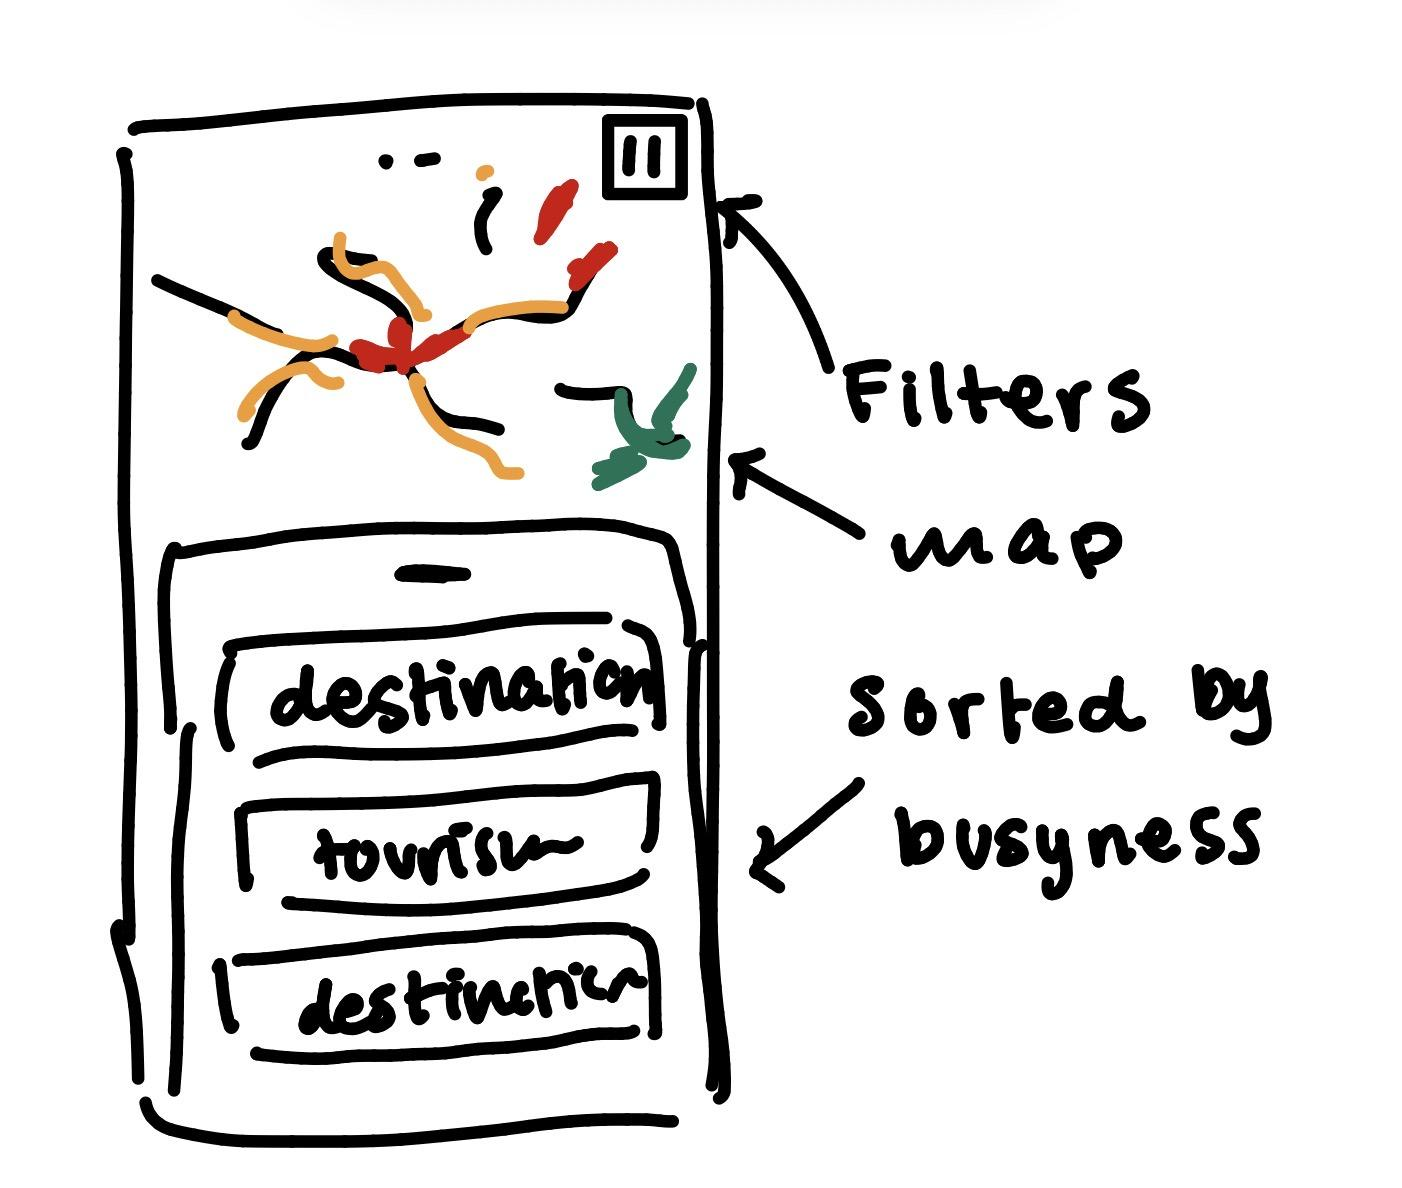 Filters
map
Sorted by
busyness
destination
tourism
destination